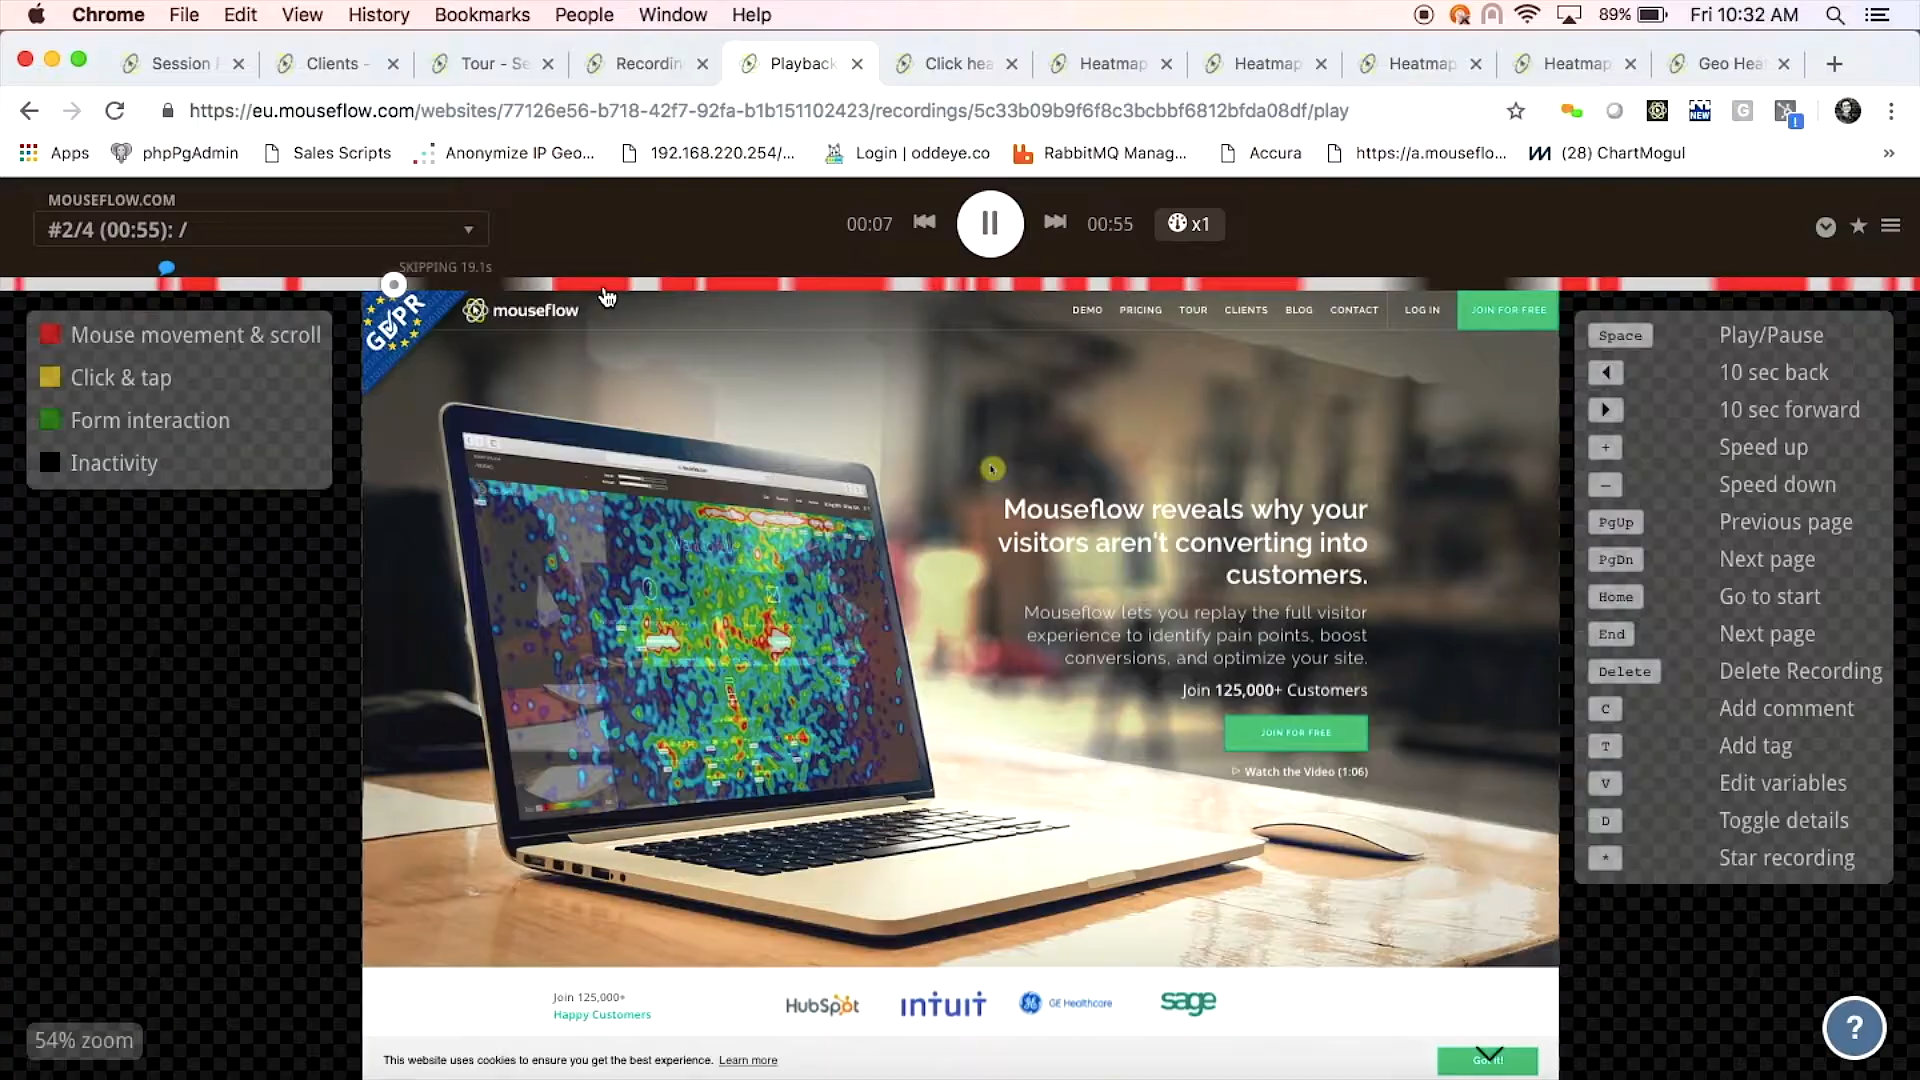 Chrome File Edit View History Bookmarks People Window Help 89% Fri 10:32 AM
Session Clients - Tour - Se Recordin Playback Click hea Heatmap Heatmap Heatmap Heatmap Geo Hea
https://eu.mouseflow.com/websites/77126e56-b718-42f7-92fa-b1b151102423/recordings/5c33b09b9f6f8c3bcbbf6812bfda08df/play
Apps phpPgAdmin Sales Scripts Anonymize IP Geo... 192.168.220.254/... Login | oddeye.co RabbitMQ Manag... Accura https://a.mouseflo... (28) ChartMogul »
MOUSEFLOW.COM
#2/4 (00:55): /
00:07 00:55 x1
SKIPPING 19.1s
Mouse movement & scroll
Click & tap
Form interaction
Inactivity
GDPR
mouseflow
DEMO PRICING TOUR CLIENTS BLOG CONTACT LOG IN JOIN FOR FREE
Mouseflow reveals why your
visitors aren't converting into
customers.
Mouseflow lets you replay the full visitor
experience to identify pain points, boost
conversions, and optimize your site.
Join 125,000+ Customers
JOIN FOR FREE
Watch the Video (1:06)
Join 125,000+
Happy Customers
HubSpot
intuit
GE Healthcare
sage
This website uses cookies to ensure you get the best experience. Learn more
Got it!
Space Play/Pause
10 sec back
10 sec forward
+ Speed up
– Speed down
PgUp Previous page
PgDn Next page
Home Go to start
End Next page
Delete Delete Recording
C Add comment
T Add tag
V Edit variables
D Toggle details
* Star recording
54% zoom
?